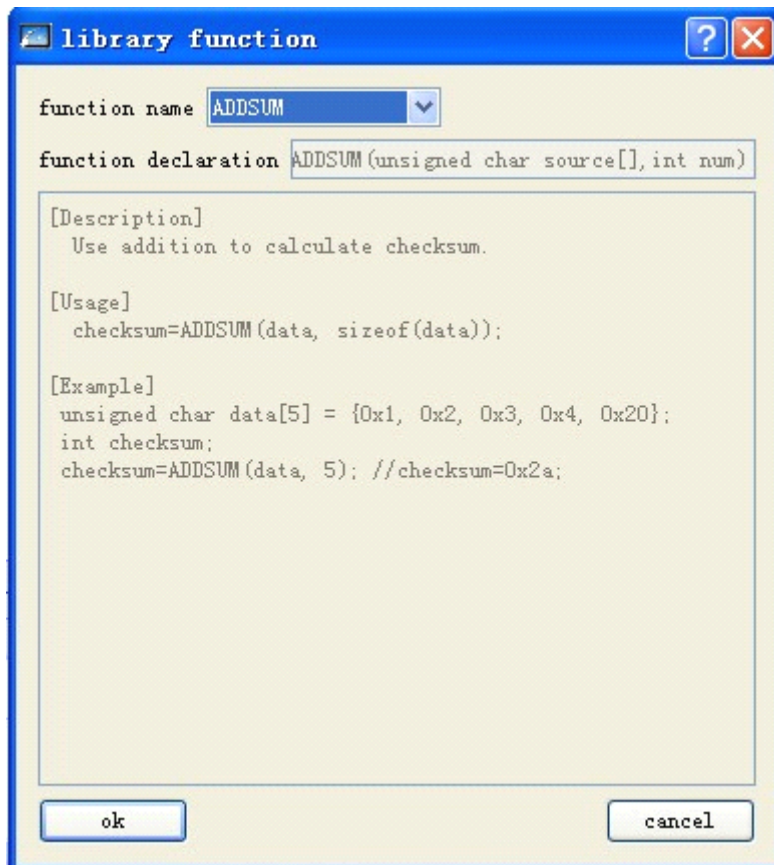 library function
function name ADDSUM
function declaration ADDSUM(unsigned char source[],int num)
[Description]
Use addition to calculate checksum.
[Usage]
checksum=ADDSUM(data, sizeof(data));
[Example]
unsigned char data[5] = {0x1, 0x2, 0x3, 0x4, 0x20};
int checksum;
checksum=ADDSUM(data, 5); //checksum=0x2a;
ok
cancel